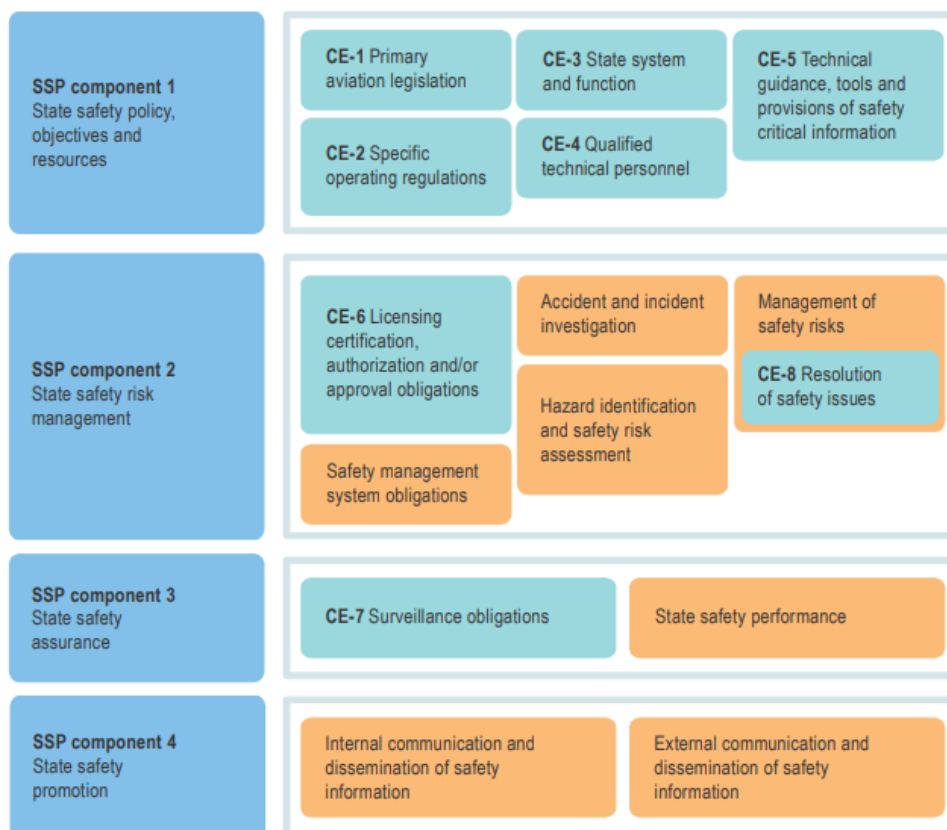 SSP component 1
State safety policy,
objectives and
resources
CE-1 Primary
aviation legislation
CE-2 Specific
operating regulations
CE-3 State system
and function
CE-4 Qualified
technical personnel
CE-5 Technical
guidance, tools and
provisions of safety
critical information
SSP component 2
State safety risk
management
CE-6 Licensing
certification,
authorization and/or
approval obligations
Safety management
system obligations
Accident and incident
investigation
Hazard identification
and safety risk
assessment
Management of
safety risks
CE-8 Resolution
of safety issues
SSP component 3
State safety
assurance
CE-7 Surveillance obligations
State safety performance
SSP component 4
State safety
promotion
Internal communication and
dissemination of safety
information
External communication and
dissemination of safety
information